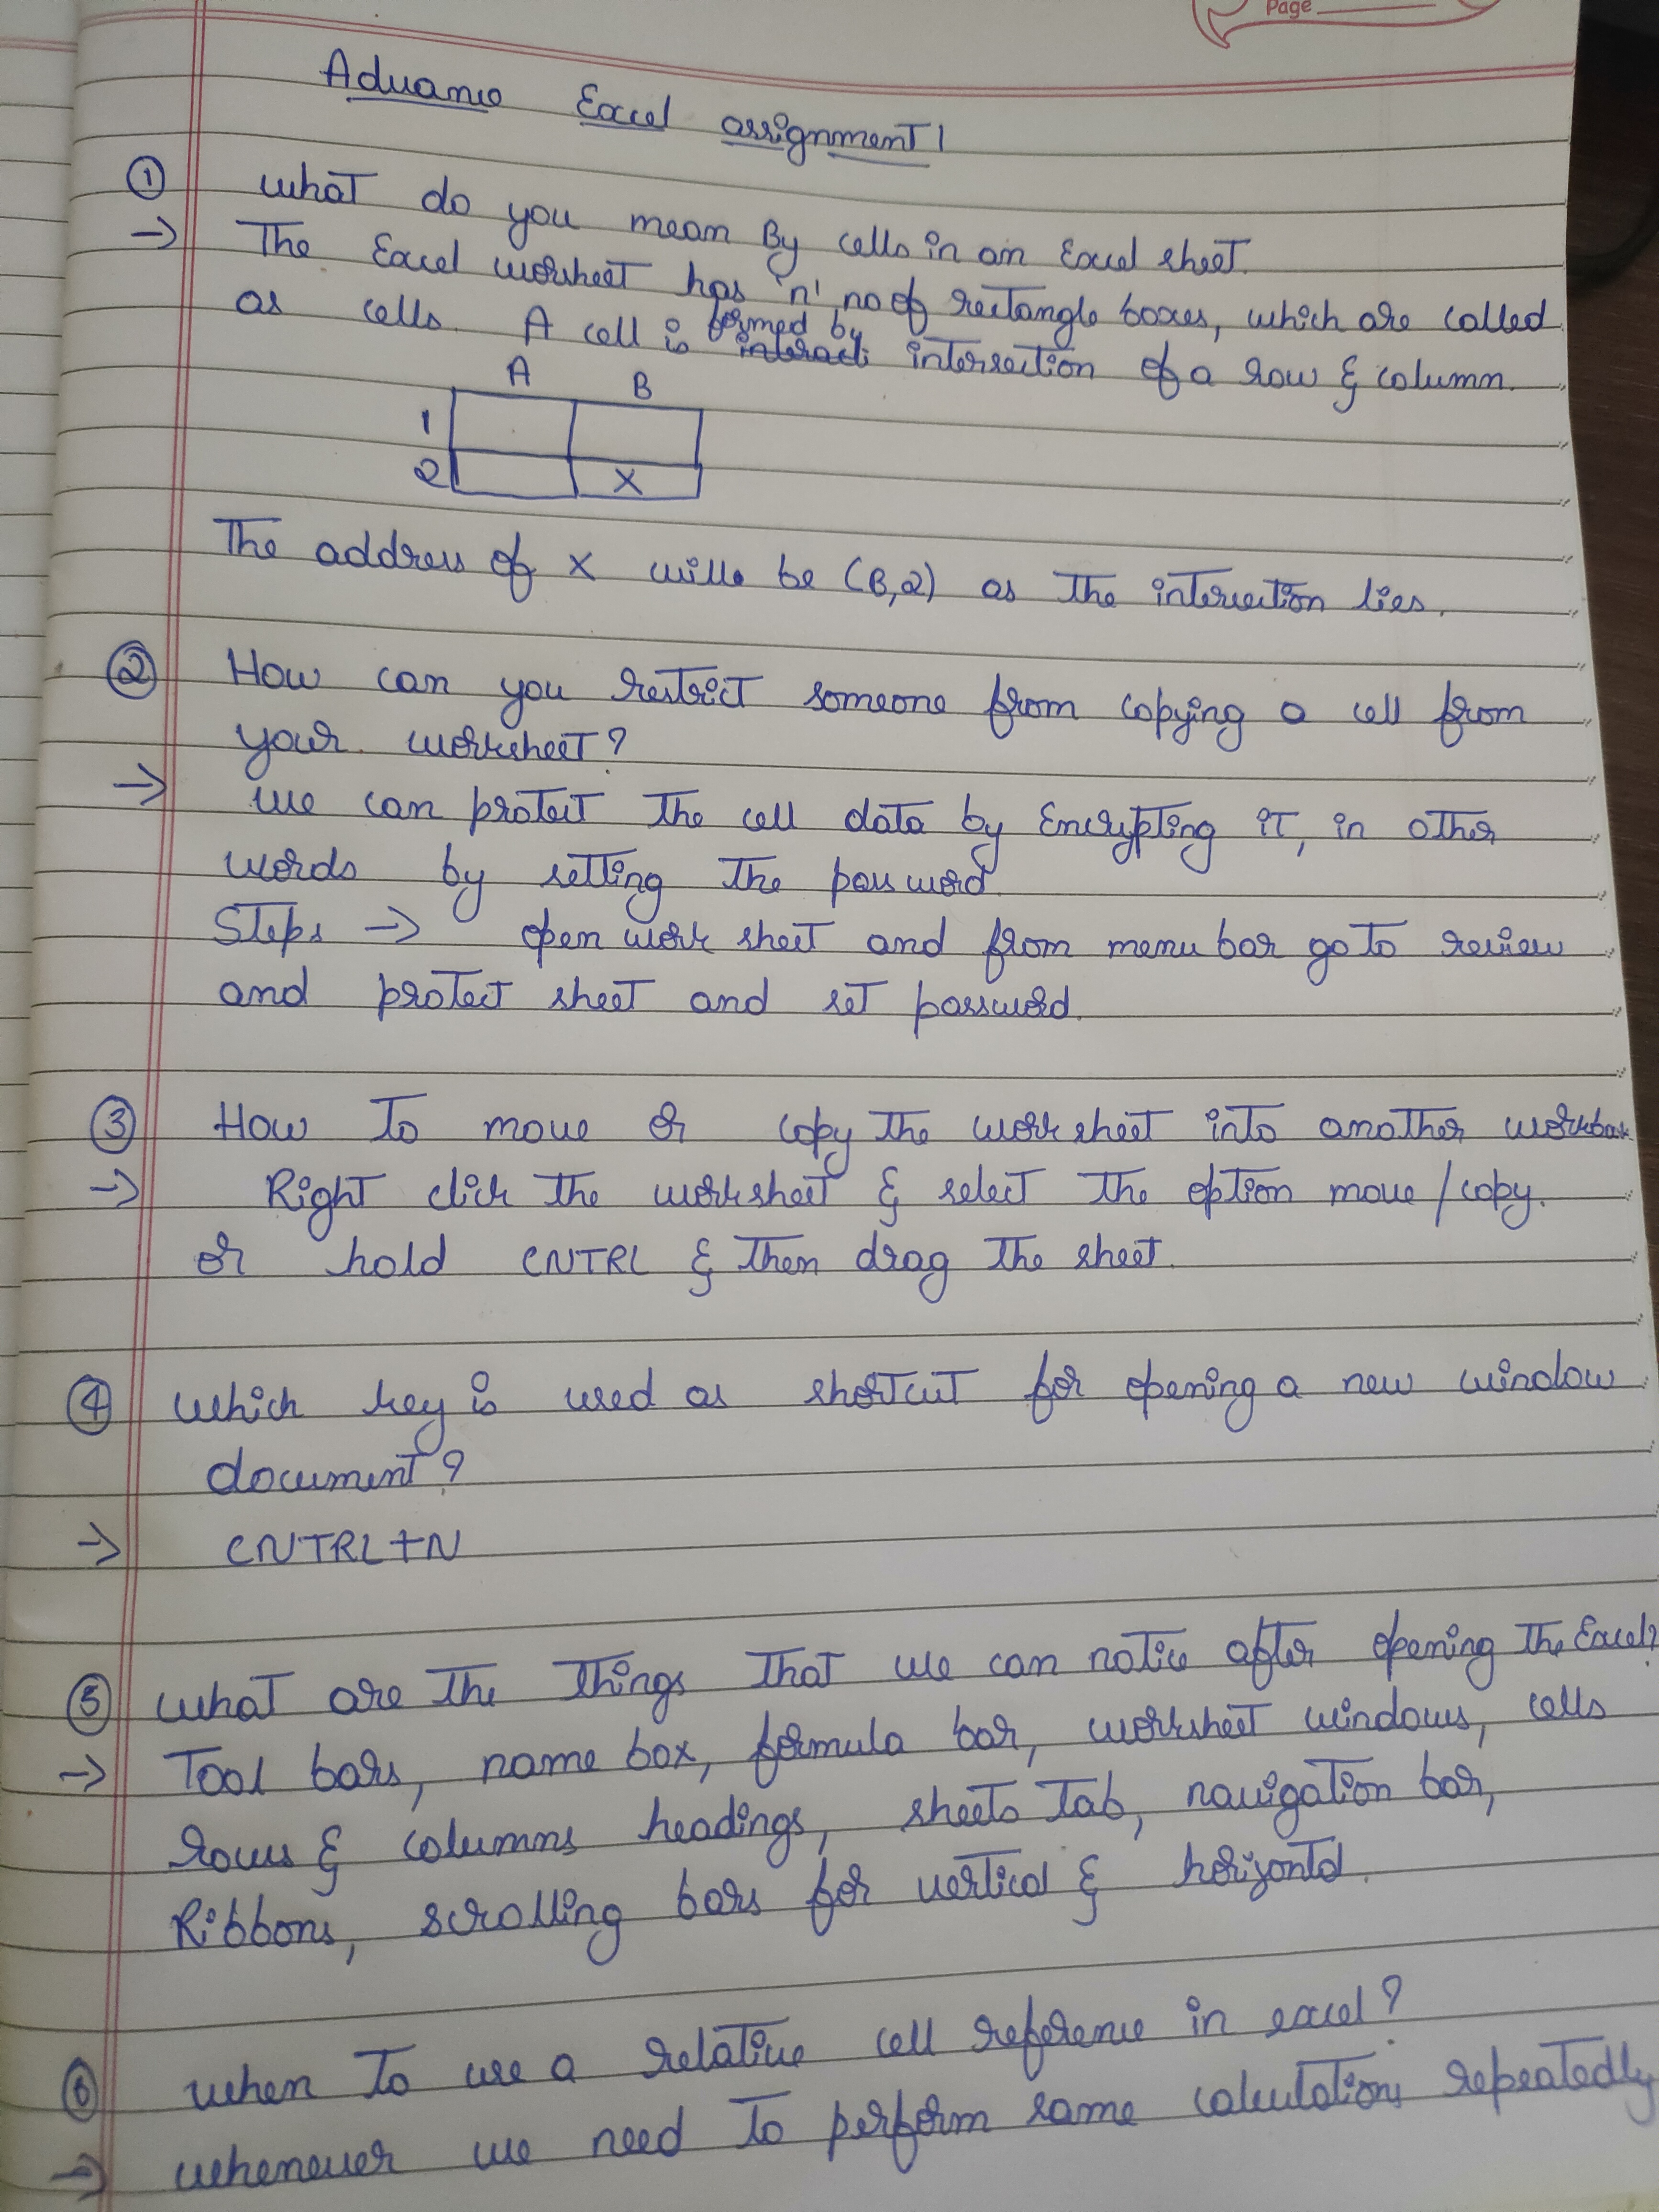 Page
Advance Excel assignment 1
① what do you mean By cells in an Excel sheet.
→ The Excel worsheet has 'n' no of rectangle boxes, which are called
as cells. A cell is formed by intersection of a row & column.
A B
1
2 X
The address of X will be (B,2) as the intersection lies.
② How can you restrict someone from copying a cell from
your worksheet?
→ we can protect the cell data by Encrypting it, in other
words by setting the password.
Steps → open work sheet and from menu bar go to review
and protect sheet and set password.
③ How to move or copy the work sheet into another workbook
→ Right click the worksheet & select the option move/copy.
or hold CNTRL & then drag the sheet.
④ which key is used as shortcut for opening a new window
document?
→ CNTRL+N
⑤ what are the things that we can notice after opening the Excel?
→ Tool bars, name box, formula bar, worksheet windows, cells
rows & columns headings, sheets tab, navigation bar,
Ribbons, scrolling bars for vertical & horizontal.
⑥ when to use a relative cell reference in excel?
→ whenever we need to perform same calculations repeatedly